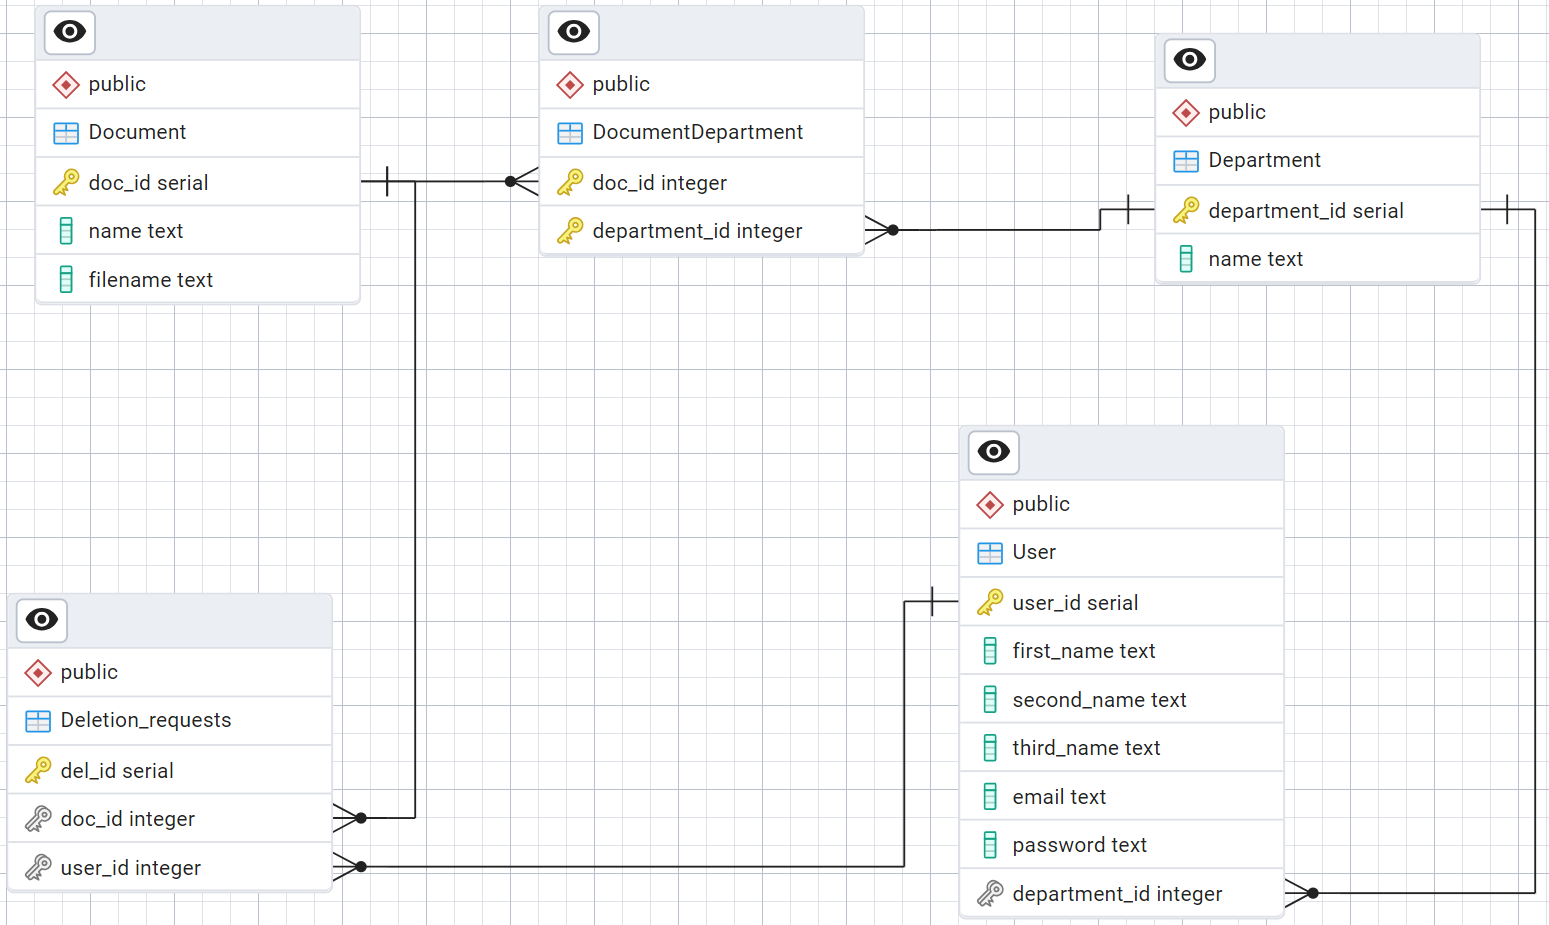 public
Document
doc_id serial
name text
filename text
public
DocumentDepartment
doc_id integer
department_id integer
public
Department
department_id serial
name text
public
Deletion_requests
del_id serial
doc_id integer
user_id integer
public
User
user_id serial
first_name text
second_name text
third_name text
email text
password text
department_id integer